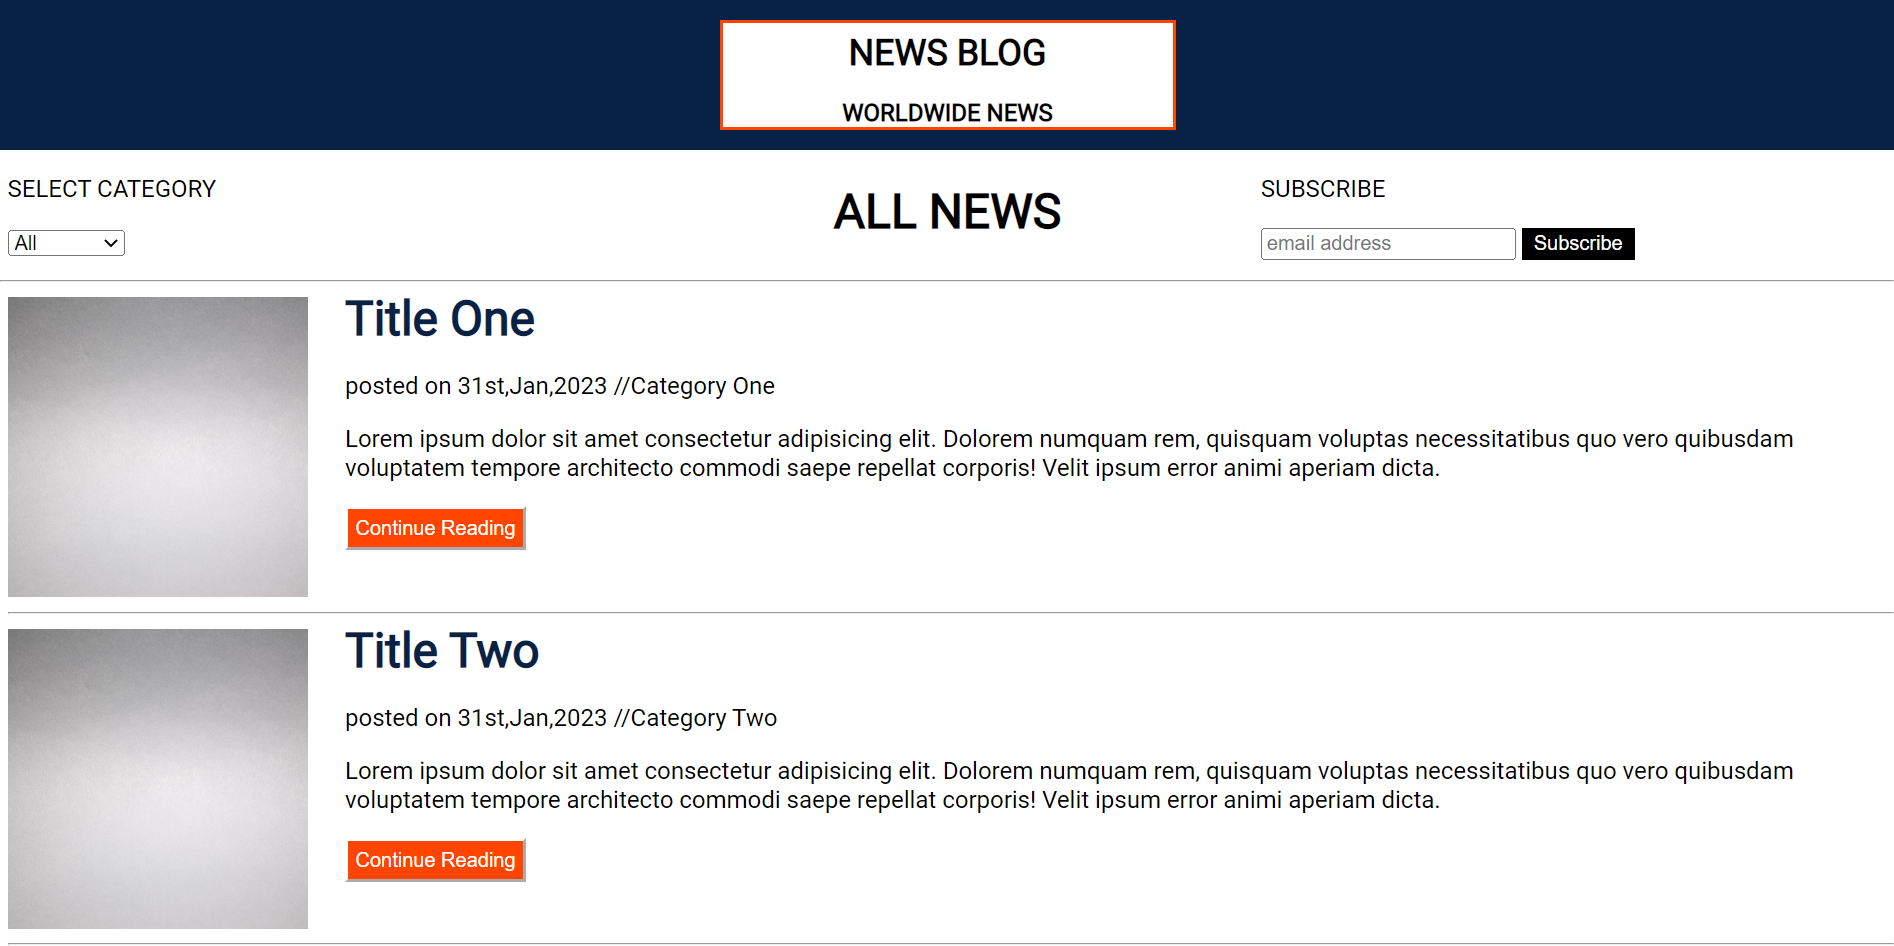 NEWS BLOG
WORLDWIDE NEWS
SELECT CATEGORY
All
ALL NEWS
SUBSCRIBE
email address
Subscribe
Title One
posted on 31st,Jan,2023 //Category One
Lorem ipsum dolor sit amet consectetur adipisicing elit. Dolorem numquam rem, quisquam voluptas necessitatibus quo vero quibusdam
voluptatem tempore architecto commodi saepe repellat corporis! Velit ipsum error animi aperiam dicta.
Continue Reading
Title Two
posted on 31st,Jan,2023 //Category Two
Lorem ipsum dolor sit amet consectetur adipisicing elit. Dolorem numquam rem, quisquam voluptas necessitatibus quo vero quibusdam
voluptatem tempore architecto commodi saepe repellat corporis! Velit ipsum error animi aperiam dicta.
Continue Reading